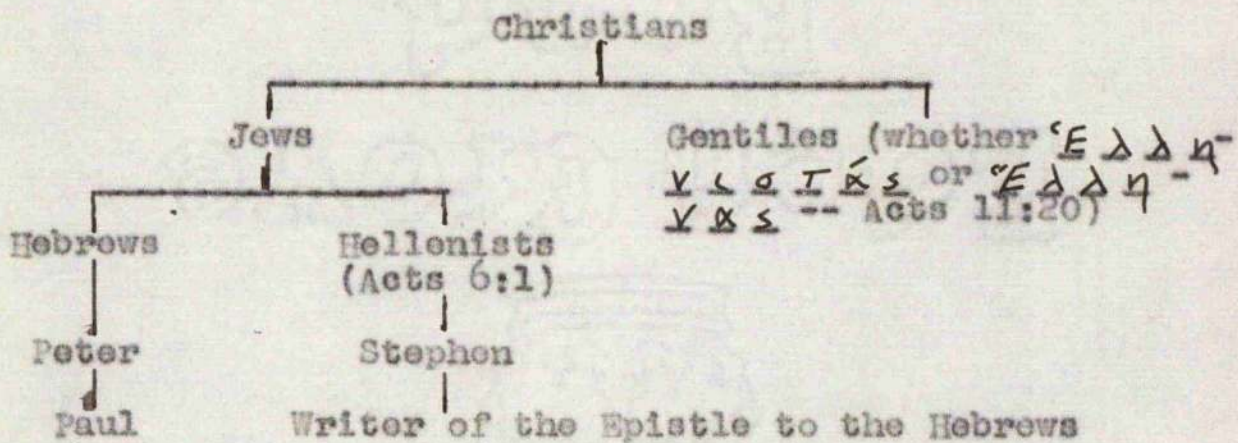 Christians
Jews
Gentiles (whether Ἑλλη-
νιστάς or Ἕλλη-
νας -- Acts 11:20)
Hebrews
Hellenists
(Acts 6:1)
Peter
Stephen
Paul
Writer of the Epistle to the Hebrews